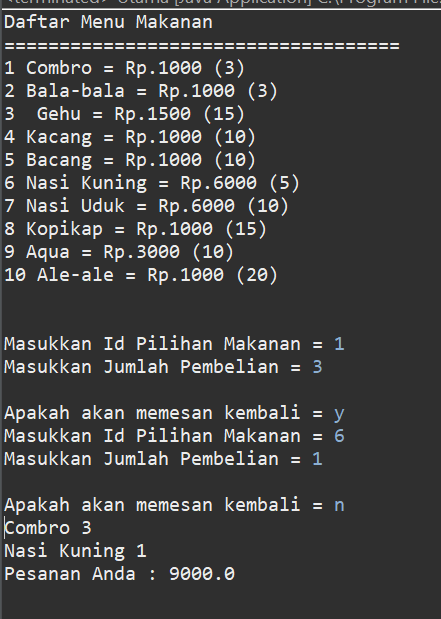 <terminated> Utama [Java Application] C:\Program File
Daftar Menu Makanan
====================================
1 Combro = Rp.1000 (3)
2 Bala-bala = Rp.1000 (3)
3  Gehu = Rp.1500 (15)
4 Kacang = Rp.1000 (10)
5 Bacang = Rp.1000 (10)
6 Nasi Kuning = Rp.6000 (5)
7 Nasi Uduk = Rp.6000 (10)
8 Kopikap = Rp.1000 (15)
9 Aqua = Rp.3000 (10)
10 Ale-ale = Rp.1000 (20)
Masukkan Id Pilihan Makanan = 1
Masukkan Jumlah Pembelian = 3
Apakah akan memesan kembali = y
Masukkan Id Pilihan Makanan = 6
Masukkan Jumlah Pembelian = 1
Apakah akan memesan kembali = n
Combro 3
Nasi Kuning 1
Pesanan Anda : 9000.0